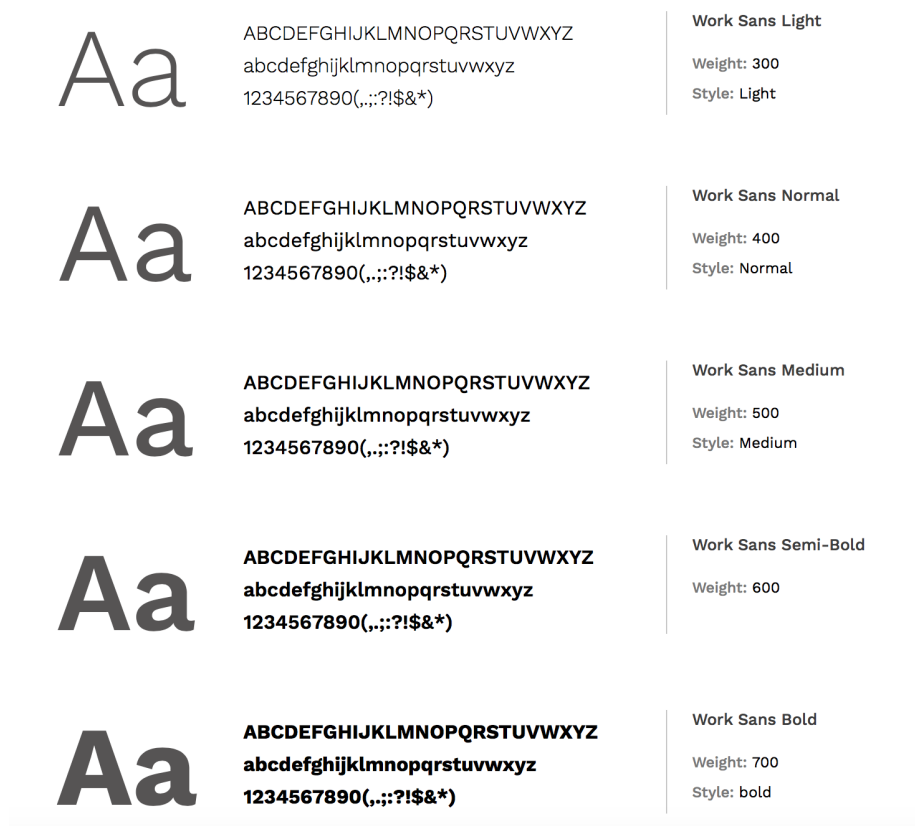 Aa
ABCDEFGHIJKLMNOPQRSTUVWXYZ
abcdefghijklmnopqrstuvwxyz
1234567890(,.;:?!$&*)
Work Sans Light
Weight: 300
Style: Light
Aa
ABCDEFGHIJKLMNOPQRSTUVWXYZ
abcdefghijklmnopqrstuvwxyz
1234567890(,.;:?!$&*)
Work Sans Normal
Weight: 400
Style: Normal
Aa
ABCDEFGHIJKLMNOPQRSTUVWXYZ
abcdefghijklmnopqrstuvwxyz
1234567890(,.;:?!$&*)
Work Sans Medium
Weight: 500
Style: Medium
Aa
ABCDEFGHIJKLMNOPQRSTUVWXYZ
abcdefghijklmnopqrstuvwxyz
1234567890(,.;:?!$&*)
Work Sans Semi-Bold
Weight: 600
Aa
ABCDEFGHIJKLMNOPQRSTUVWXYZ
abcdefghijklmnopqrstuvwxyz
1234567890(,.;:?!$&*)
Work Sans Bold
Weight: 700
Style: bold